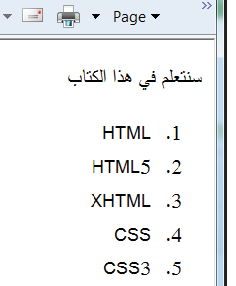 Page
سنتعلم في هذا الكتاب
1. HTML
2. HTML5
3. XHTML
4. CSS
5. CSS3